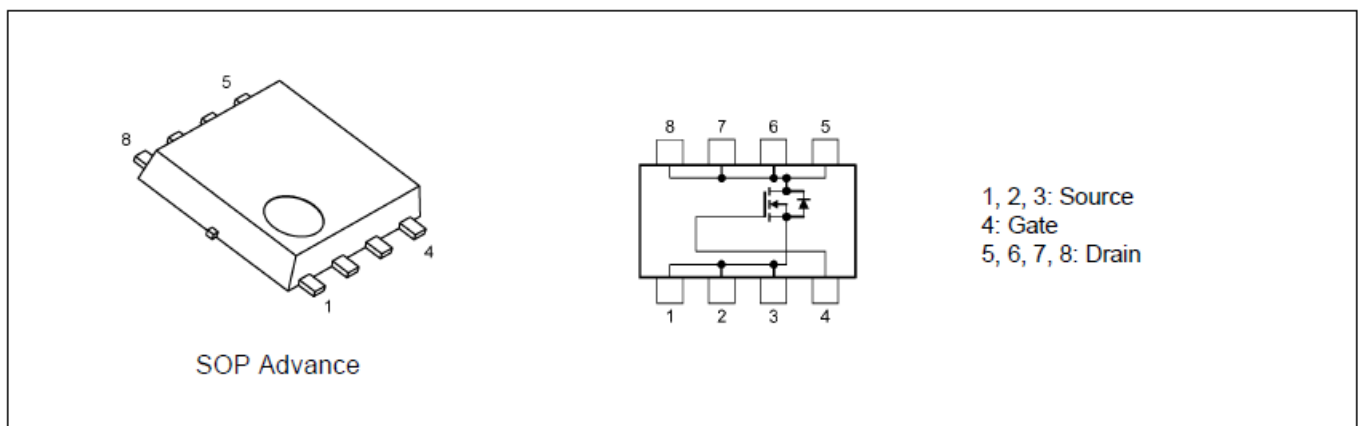 5
8
4
1
SOP Advance
8 7 6 5
1 2 3 4
1, 2, 3: Source
4: Gate
5, 6, 7, 8: Drain